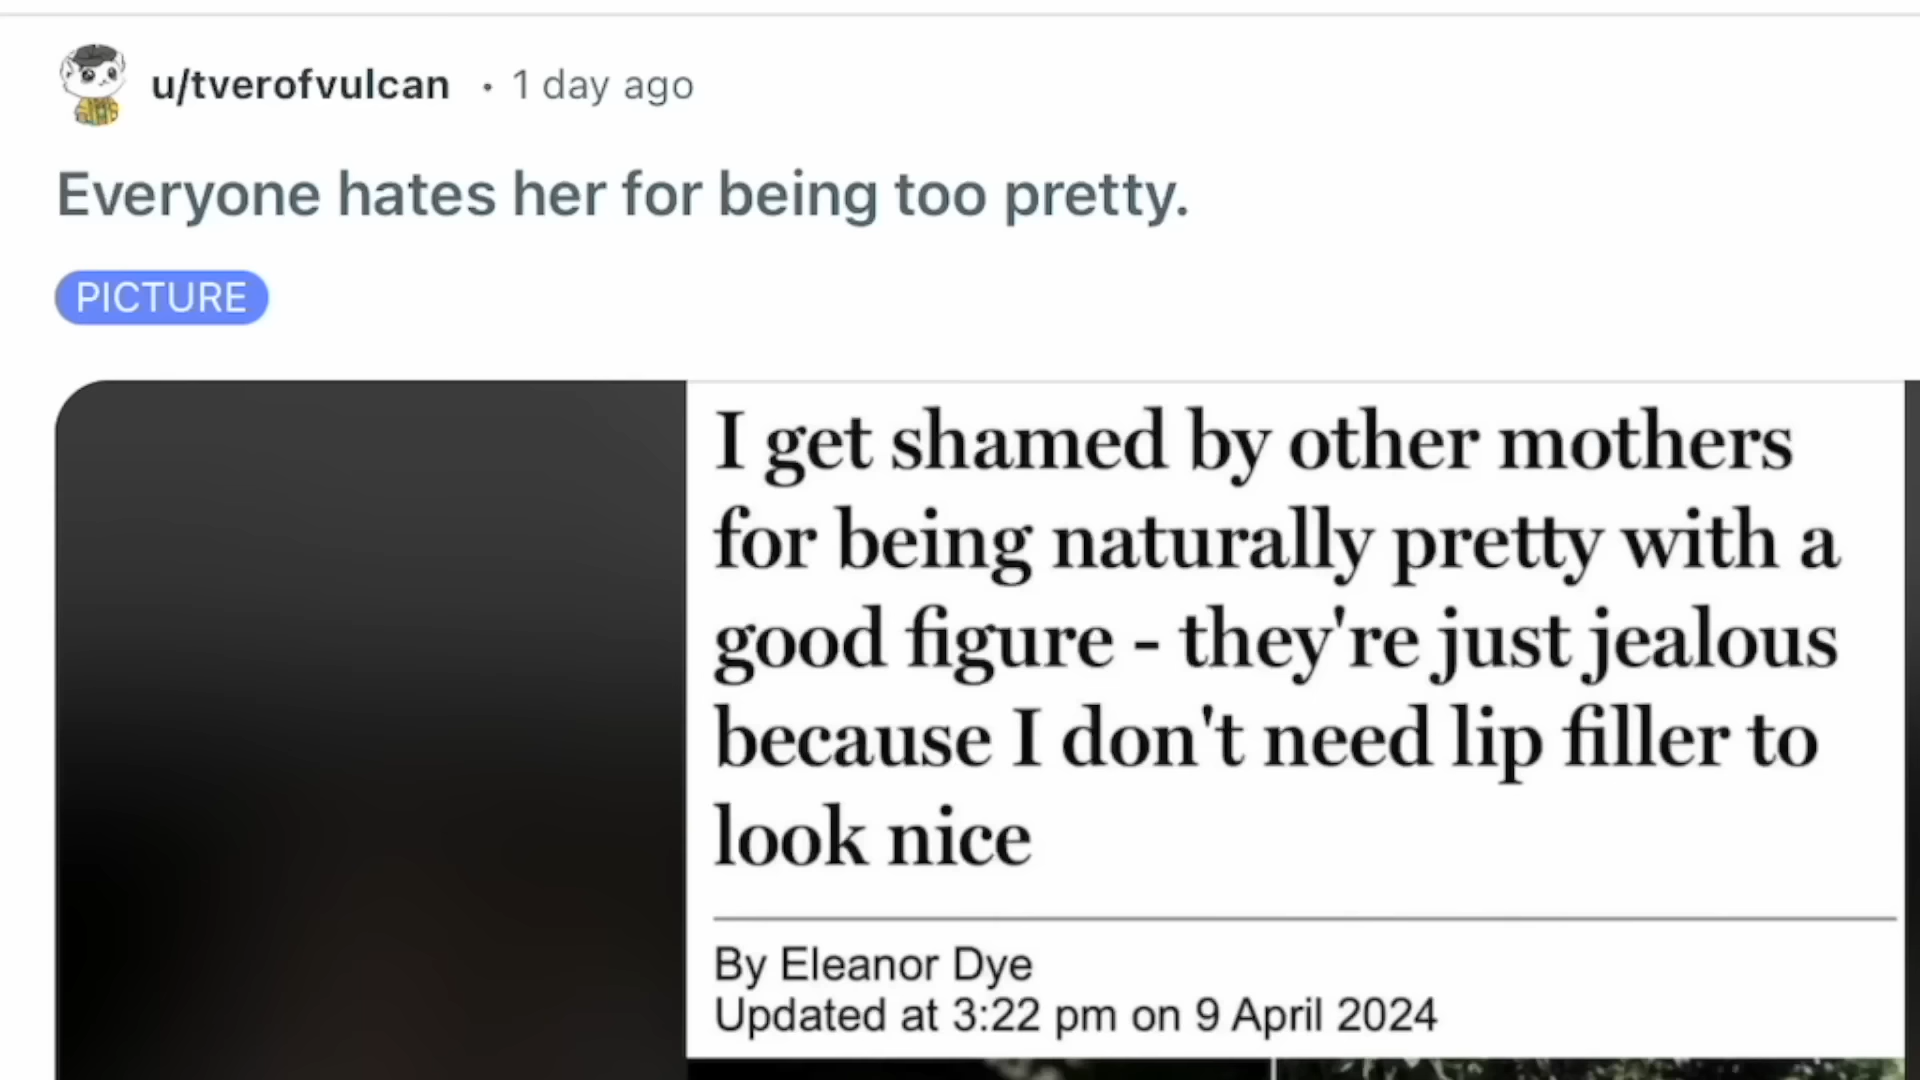 u/tverofvulcan · 1 day ago
Everyone hates her for being too pretty.
PICTURE
I get shamed by other mothers
for being naturally pretty with a
good figure - they're just jealous
because I don't need lip filler to
look nice
By Eleanor Dye
Updated at 3:22 pm on 9 April 2024